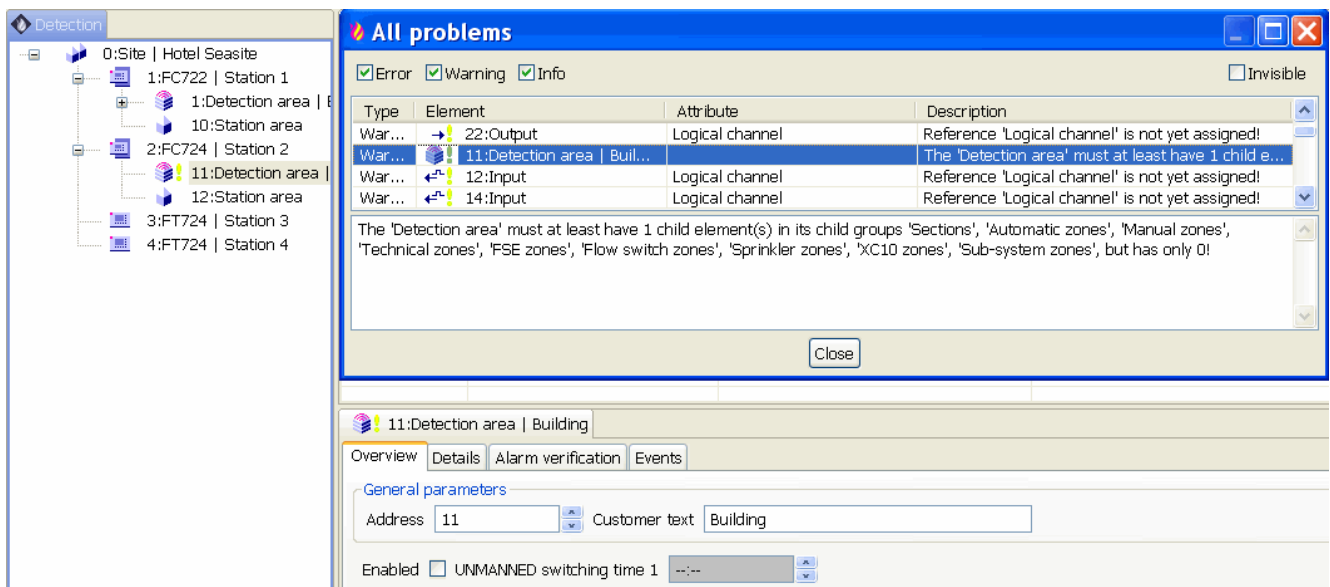 Detection
0:Site | Hotel Seasite
1:FC722 | Station 1
1:Detection area |
10:Station area
2:FC724 | Station 2
11:Detection area |
12:Station area
3:FT724 | Station 3
4:FT724 | Station 4
All problems
Error Warning Info Invisible
Type Element Attribute Description
War... 22:Output Logical channel Reference 'Logical channel' is not yet assigned!
War... 11:Detection area | Buil... The 'Detection area' must at least have 1 child e...
War... 12:Input Logical channel Reference 'Logical channel' is not yet assigned!
War... 14:Input Logical channel Reference 'Logical channel' is not yet assigned!
The 'Detection area' must at least have 1 child element(s) in its child groups 'Sections', 'Automatic zones', 'Manual zones',
'Technical zones', 'FSE zones', 'Flow switch zones', 'Sprinkler zones', 'XC10 zones', 'Sub-system zones', but has only 0!
Close
11:Detection area | Building
Overview Details Alarm verification Events
General parameters
Address 11 Customer text Building
Enabled UNMANNED switching time 1 --:--